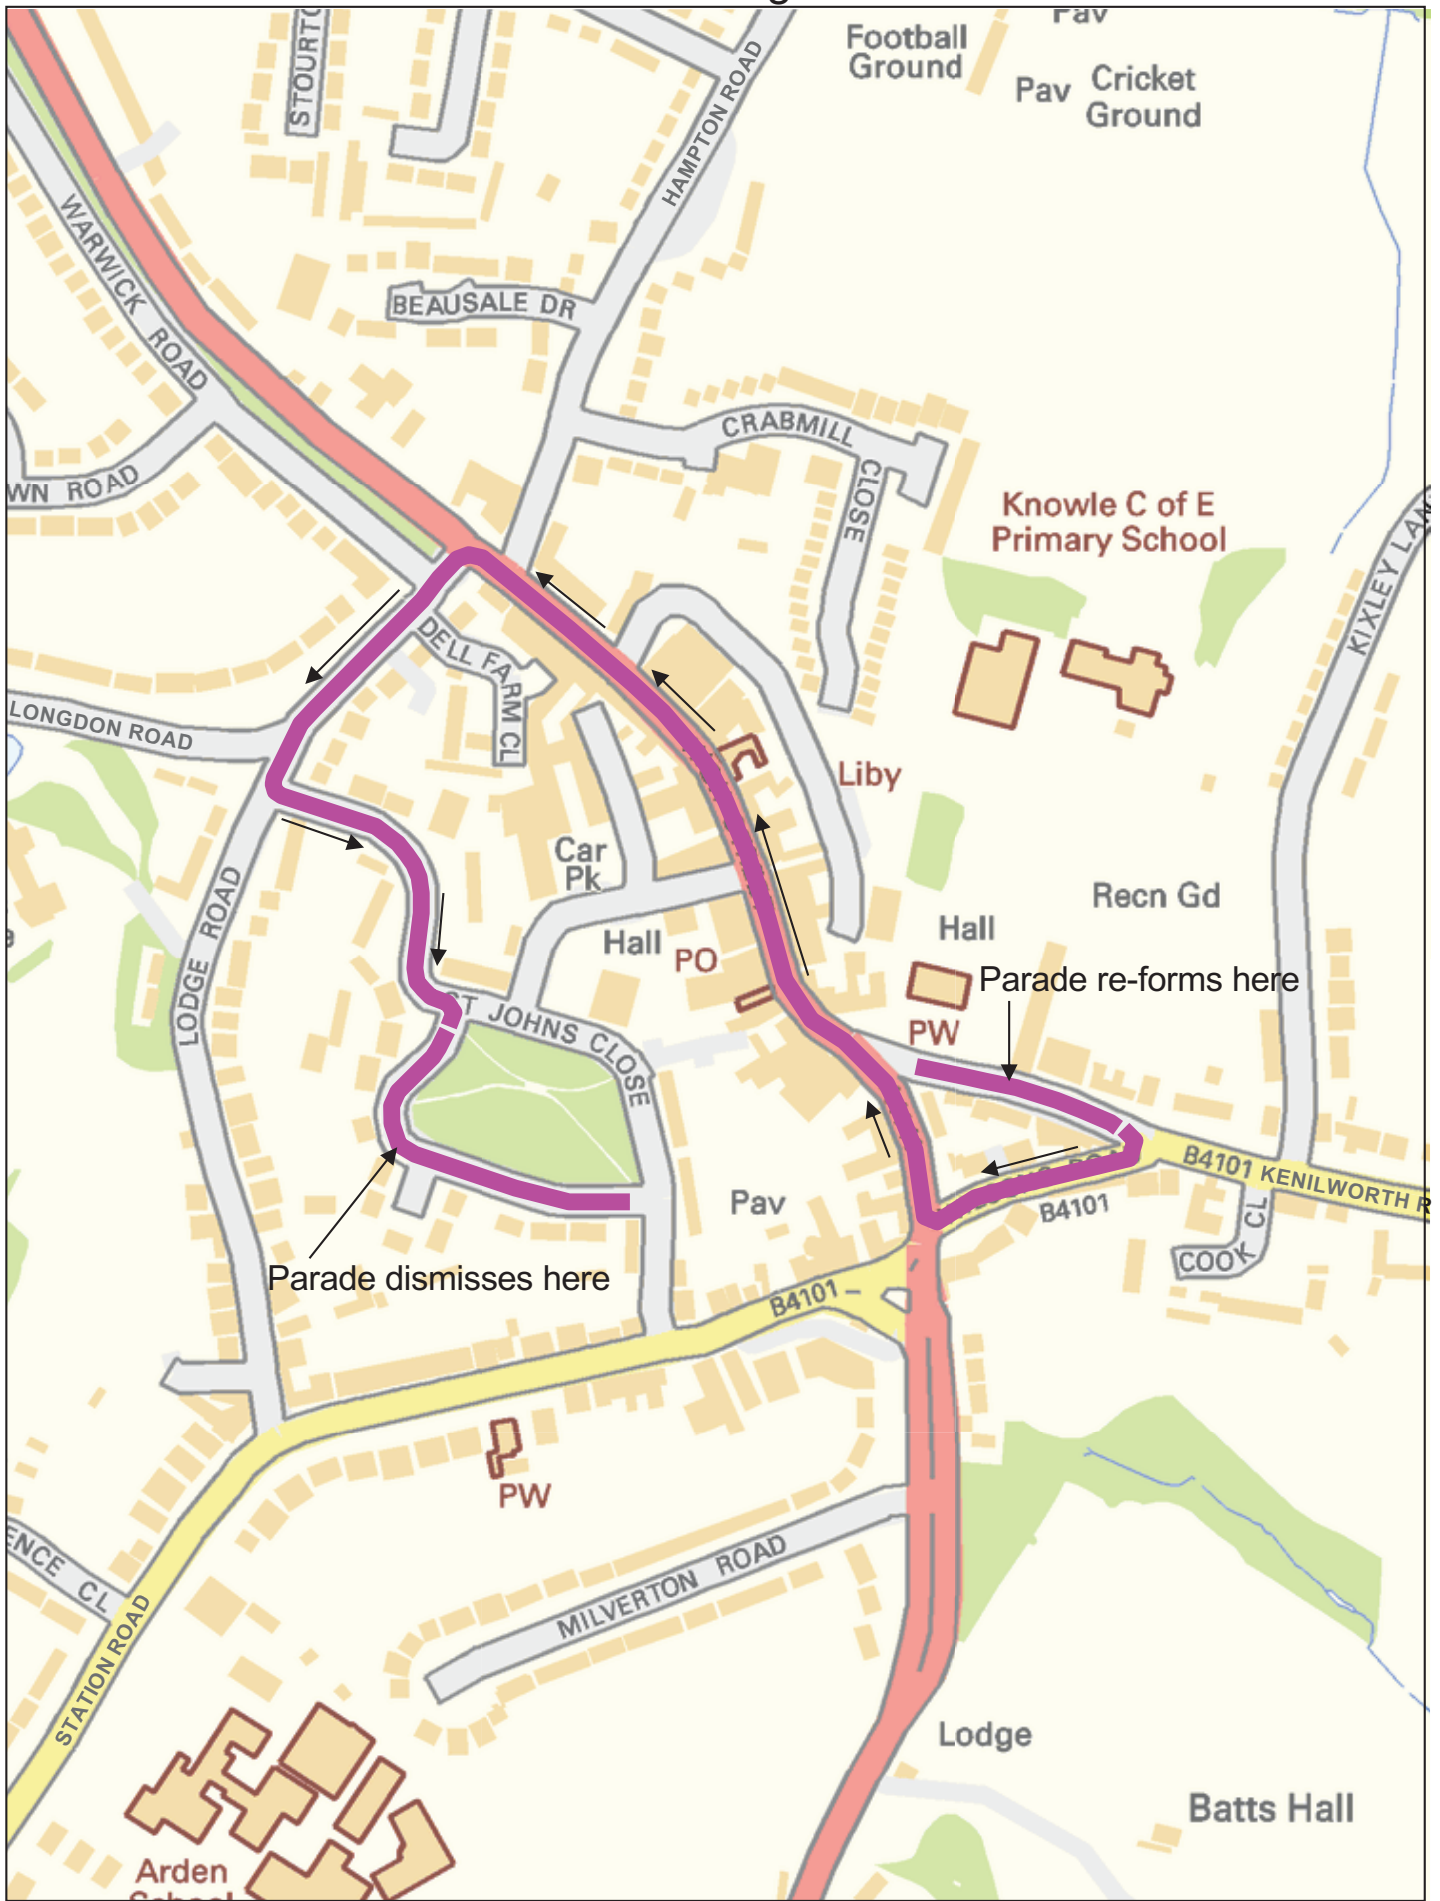 Pav
Football
Ground
Pav
Cricket
Ground
HAMPTON ROAD
WARWICK ROAD
BEAUSALE DR
CRABMILL
CLOSE
WN ROAD
Knowle C of E
Primary School
KIXLEY LAN
DELL FARM CL
LONGDON ROAD
Liby
Car
Pk
Recn Gd
LODGE ROAD
Hall
Hall
PO
Parade re-forms here
ST JOHNS CLOSE
PW
B4101 KENILWORTH R
B4101
Pav
COOK CL
Parade dismisses here
B4101
PW
ENCE CL
MILVERTON ROAD
STATION ROAD
Lodge
Batts Hall
Arden
School